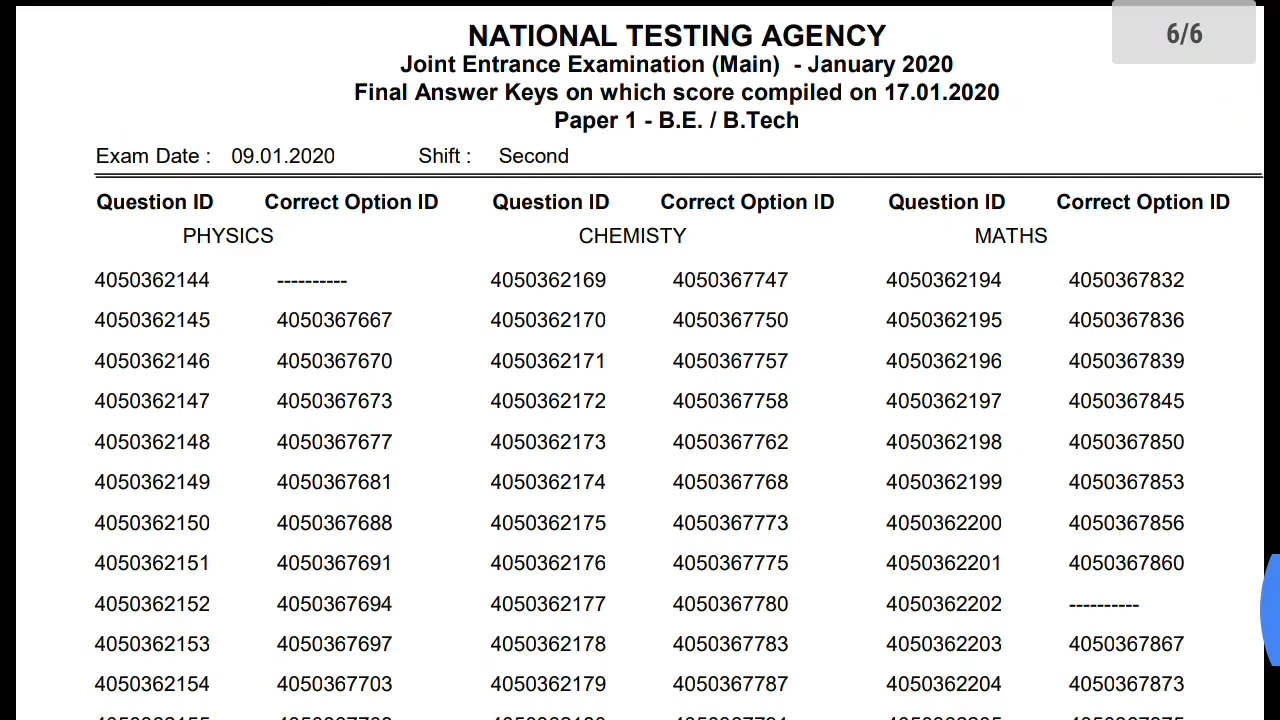 NATIONAL TESTING AGENCY
6/6
Joint Entrance Examination (Main) - January 2020
Final Answer Keys on which score compiled on 17.01.2020
Paper 1 - B.E. / B.Tech
Exam Date : 09.01.2020 Shift : Second
Question ID Correct Option ID Question ID Correct Option ID Question ID Correct Option ID
PHYSICS CHEMISTY MATHS
4050362144 ---------- 4050362169 4050367747 4050362194 4050367832
4050362145 4050367667 4050362170 4050367750 4050362195 4050367836
4050362146 4050367670 4050362171 4050367757 4050362196 4050367839
4050362147 4050367673 4050362172 4050367758 4050362197 4050367845
4050362148 4050367677 4050362173 4050367762 4050362198 4050367850
4050362149 4050367681 4050362174 4050367768 4050362199 4050367853
4050362150 4050367688 4050362175 4050367773 4050362200 4050367856
4050362151 4050367691 4050362176 4050367775 4050362201 4050367860
4050362152 4050367694 4050362177 4050367780 4050362202 ----------
4050362153 4050367697 4050362178 4050367783 4050362203 4050367867
4050362154 4050367703 4050362179 4050367787 4050362204 4050367873